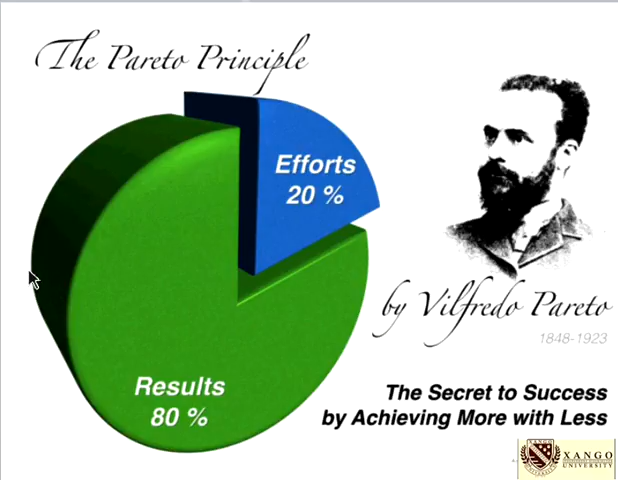 The Pareto Principle
Efforts
20 %
by Vilfredo Pareto
1848-1923
Results
80 %
The Secret to Success
by Achieving More with Less
XANGO
UNIVERSITY